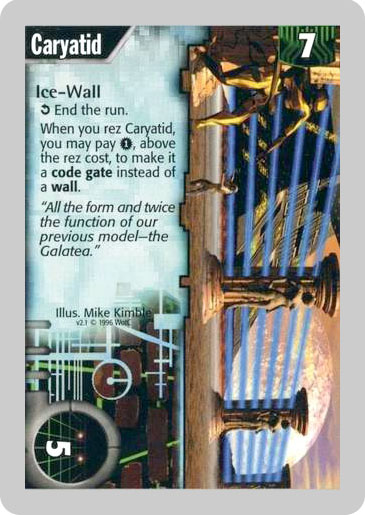 Caryatid
7
Ice-Wall
End the run.
When you rez Caryatid,
you may pay 1, above
the rez cost, to make it
a code gate instead of
a wall.
“All the form and twice
the function of our
previous model—the
Galatea.”
Illus. Mike Kimble
v2.1 © 1996 WotC
5